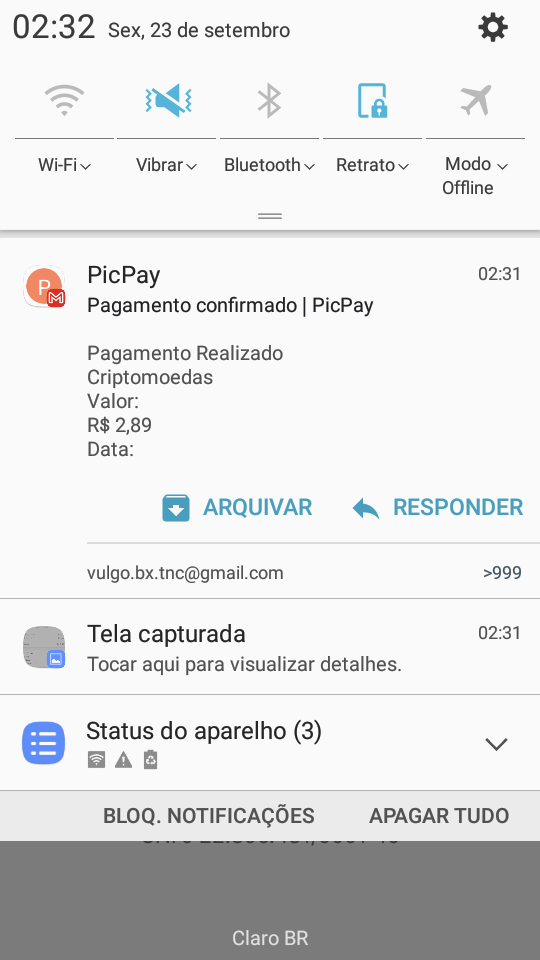 02:32 Sex, 23 de setembro
Wi-Fi Vibrar Bluetooth Retrato Modo Offline
P
PicPay 02:31
Pagamento confirmado | PicPay
Pagamento Realizado
Criptomoedas
Valor:
R$ 2,89
Data:
ARQUIVAR RESPONDER
vulgo.bx.tnc@gmail.com >999
Tela capturada 02:31
Tocar aqui para visualizar detalhes.
Status do aparelho (3)
BLOQ. NOTIFICAÇÕES APAGAR TUDO
Claro BR